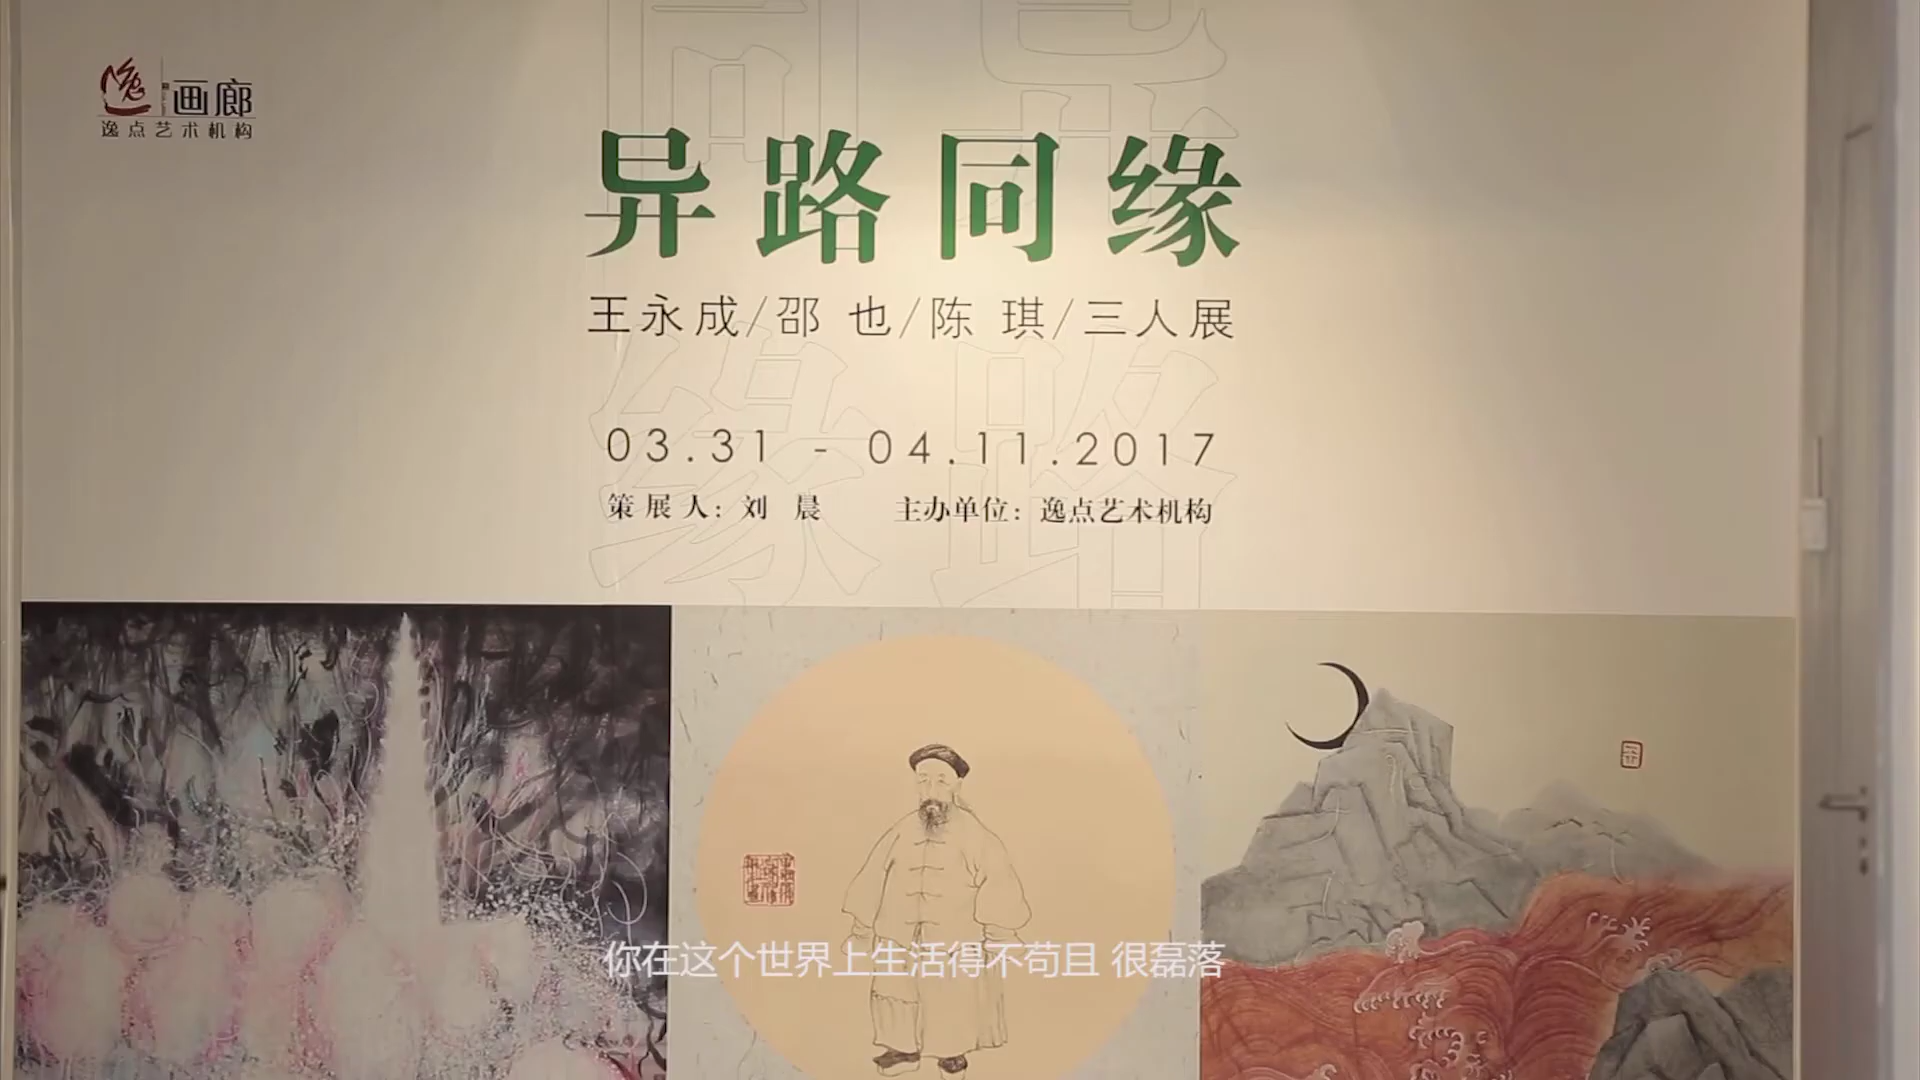 逸 画廊
逸点艺术机构
异路同缘
王永成/邵 也/陈 琪/三人展
03.31 - 04.11.2017
策展人：刘 晨 主办单位：逸点艺术机构
你在这个世界上生活得不苟且 很磊落